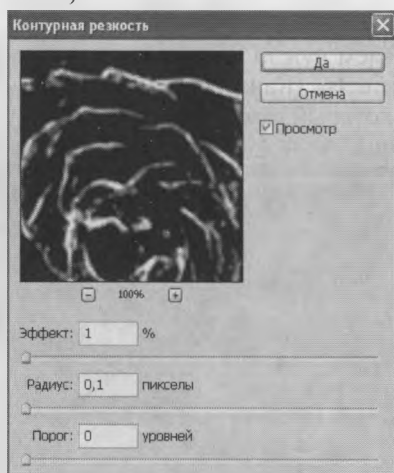 Контурная резкость
Да
Отмена
Просмотр
100%
Эффект: 1 %
Радиус: 0,1 пикселы
Порог: 0 уровней